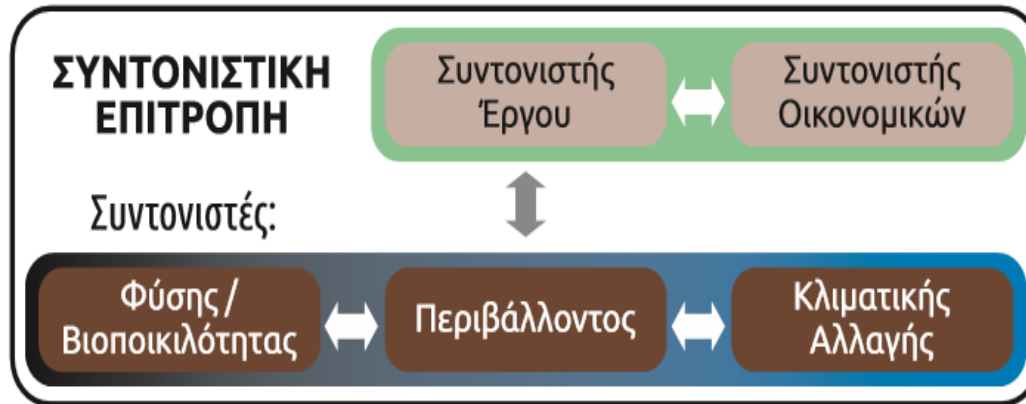 ΣΥΝΤΟΝΙΣΤΙΚΗ
ΕΠΙΤΡΟΠΗ
Συντονιστής
Έργου
Συντονιστής
Οικονομικών
Συντονιστές:
Φύσης /
Βιοποικιλότητας
Περιβάλλοντος
Κλιματικής
Αλλαγής